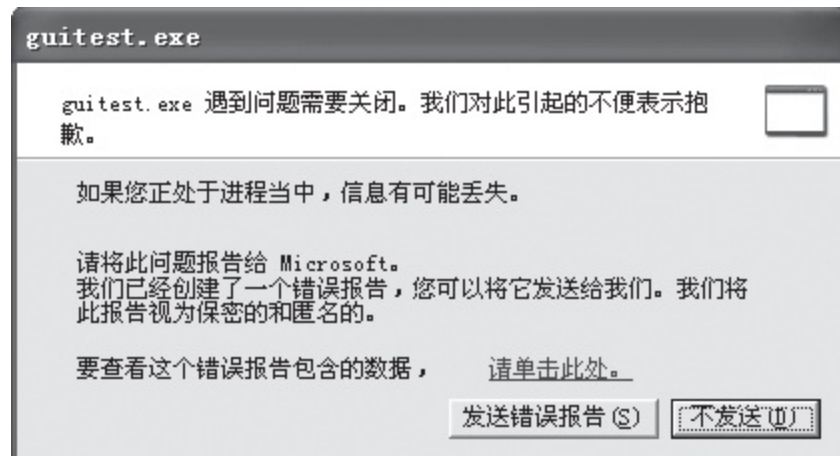 guitest.exe
guitest.exe 遇到问题需要关闭。我们对此引起的不便表示抱
歉。
如果您正处于进程当中，信息有可能丢失。
请将此问题报告给 Microsoft。
我们已经创建了一个错误报告，您可以将它发送给我们。我们将
此报告视为保密的和匿名的。
要查看这个错误报告包含的数据， 请单击此处。
发送错误报告(S) 不发送(D)